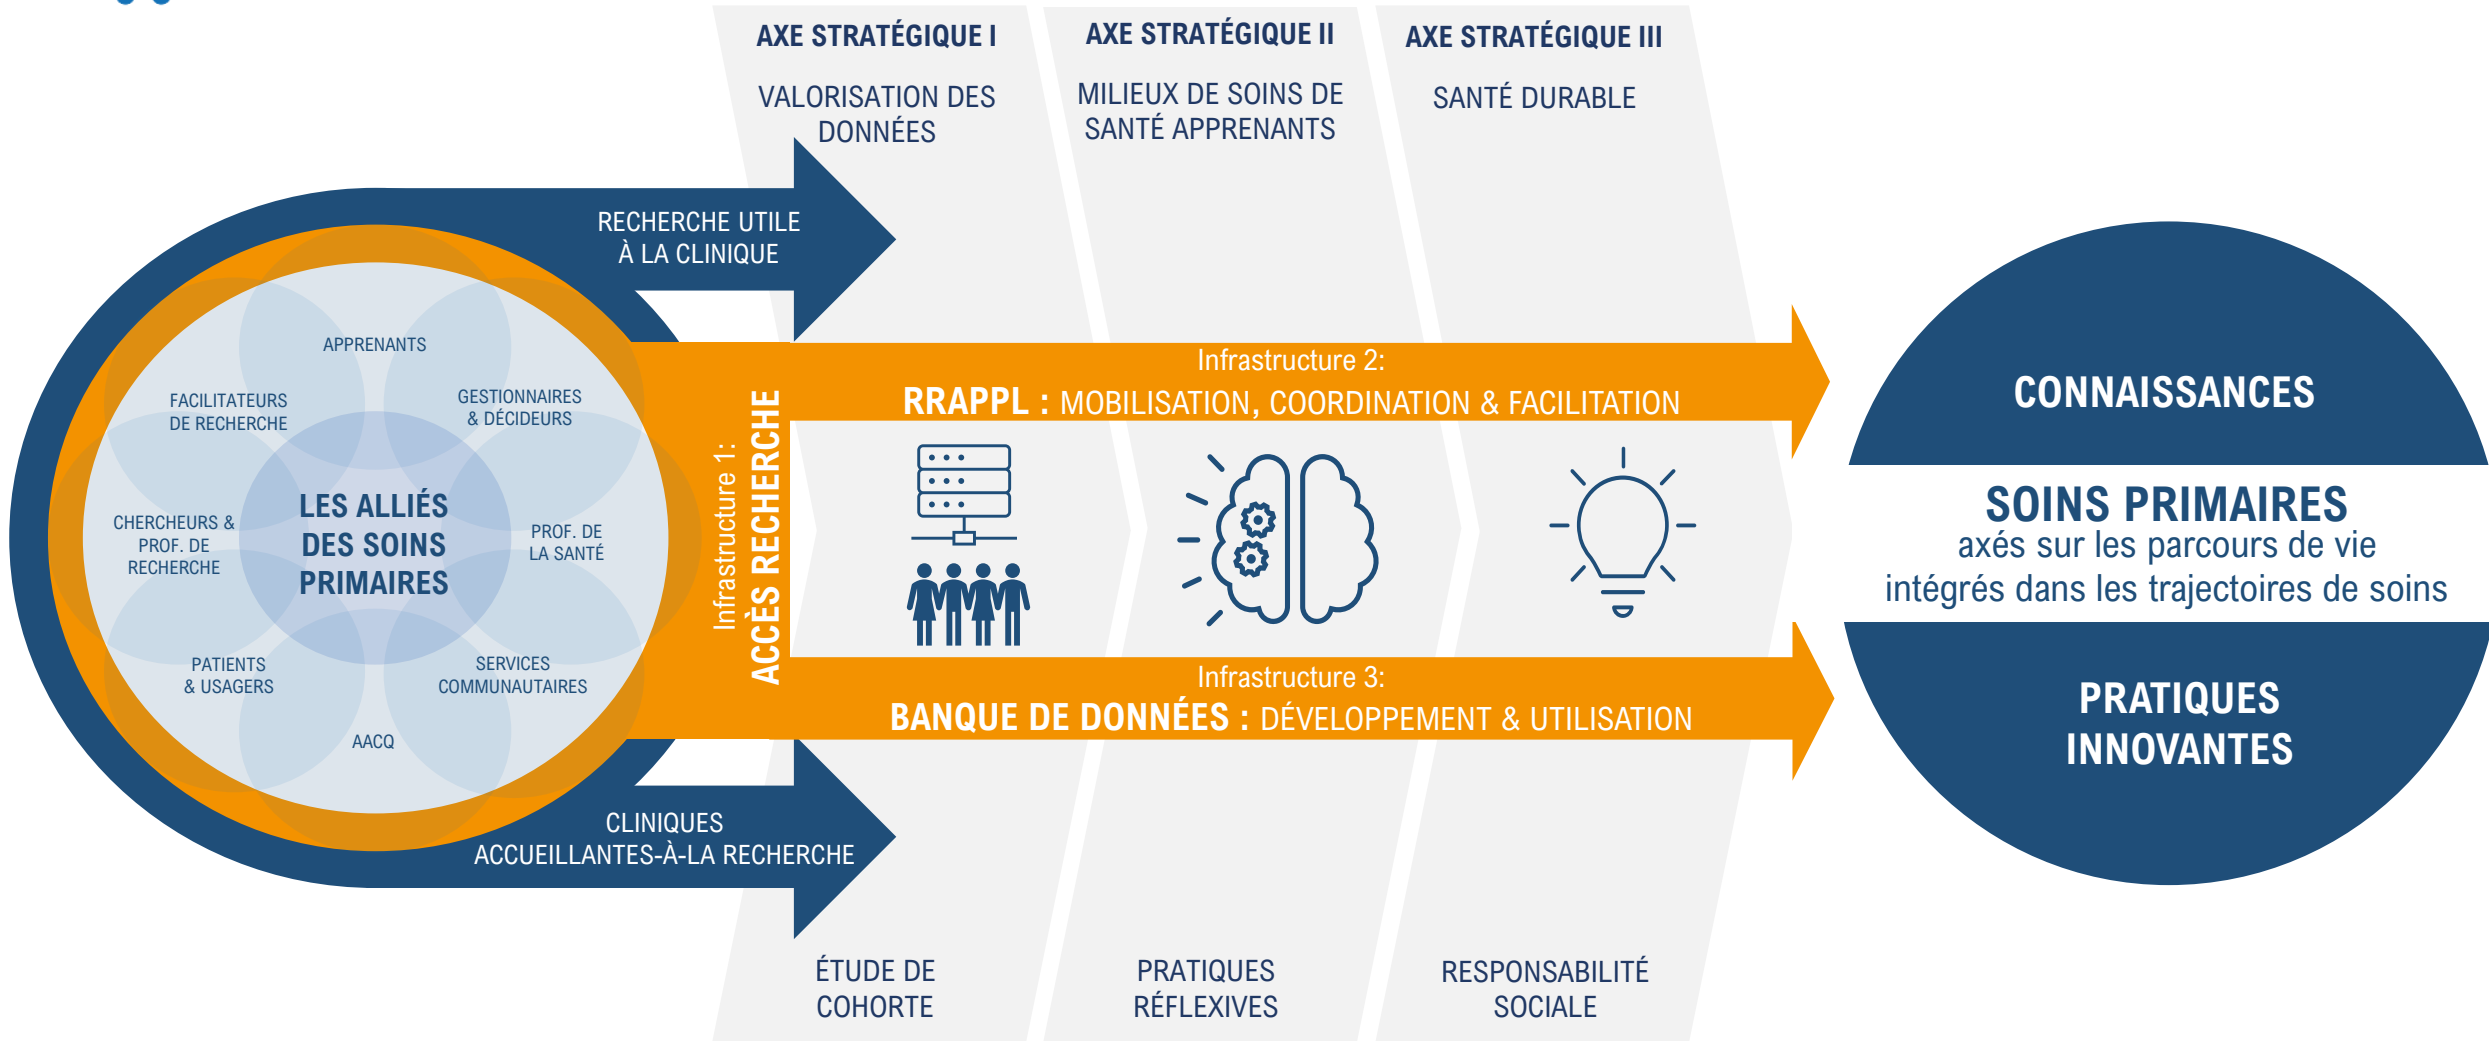 AXE STRATÉGIQUE I
VALORISATION DES
DONNÉES
AXE STRATÉGIQUE II
MILIEUX DE SOINS DE
SANTÉ APPRENANTS
AXE STRATÉGIQUE III
SANTÉ DURABLE
RECHERCHE UTILE
À LA CLINIQUE
APPRENANTS
FACILITATEURS
DE RECHERCHE
GESTIONNAIRES
& DÉCIDEURS
CHERCHEURS &
PROF. DE
RECHERCHE
LES ALLIÉS
DES SOINS
PRIMAIRES
PROF. DE
LA SANTÉ
PATIENTS
& USAGERS
SERVICES
COMMUNAUTAIRES
AACQ
Infrastructure 1:
ACCÈS RECHERCHE
Infrastructure 2:
RRAPPL : MOBILISATION, COORDINATION & FACILITATION
Infrastructure 3:
BANQUE DE DONNÉES : DÉVELOPPEMENT & UTILISATION
CLINIQUES
ACCUEILLANTES-À-LA RECHERCHE
ÉTUDE DE
COHORTE
PRATIQUES
RÉFLEXIVES
RESPONSABILITÉ
SOCIALE
CONNAISSANCES
SOINS PRIMAIRES
axés sur les parcours de vie
intégrés dans les trajectoires de soins
PRATIQUES
INNOVANTES